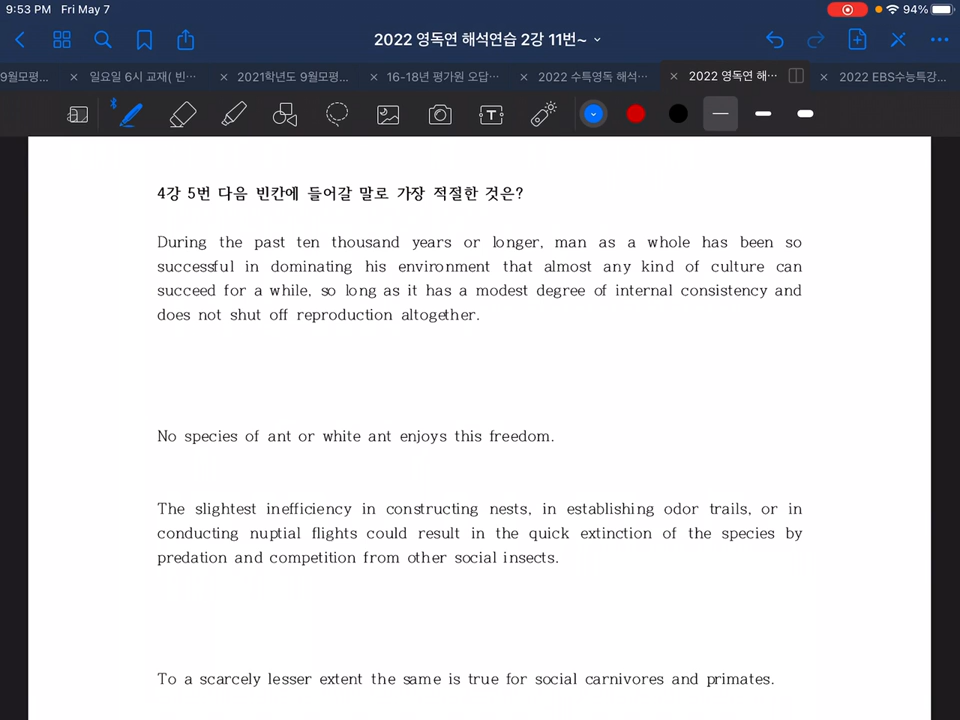 9:53 PM Fri May 7
94%
2022 영독연 해석연습 2강 11번~
9월모평...
일요일 6시 교재( 빈...
2021학년도 9월모평...
16-18년 평가원 오답...
2022 수특영독 해석...
2022 영독연 해...
2022 EBS수능특강...
4강 5번 다음 빈칸에 들어갈 말로 가장 적절한 것은?
During the past ten thousand years or longer, man as a whole has been so
successful in dominating his environment that almost any kind of culture can
succeed for a while, so long as it has a modest degree of internal consistency and
does not shut off reproduction altogether.
No species of ant or white ant enjoys this freedom.
The slightest inefficiency in constructing nests, in establishing odor trails, or in
conducting nuptial flights could result in the quick extinction of the species by
predation and competition from other social insects.
To a scarcely lesser extent the same is true for social carnivores and primates.